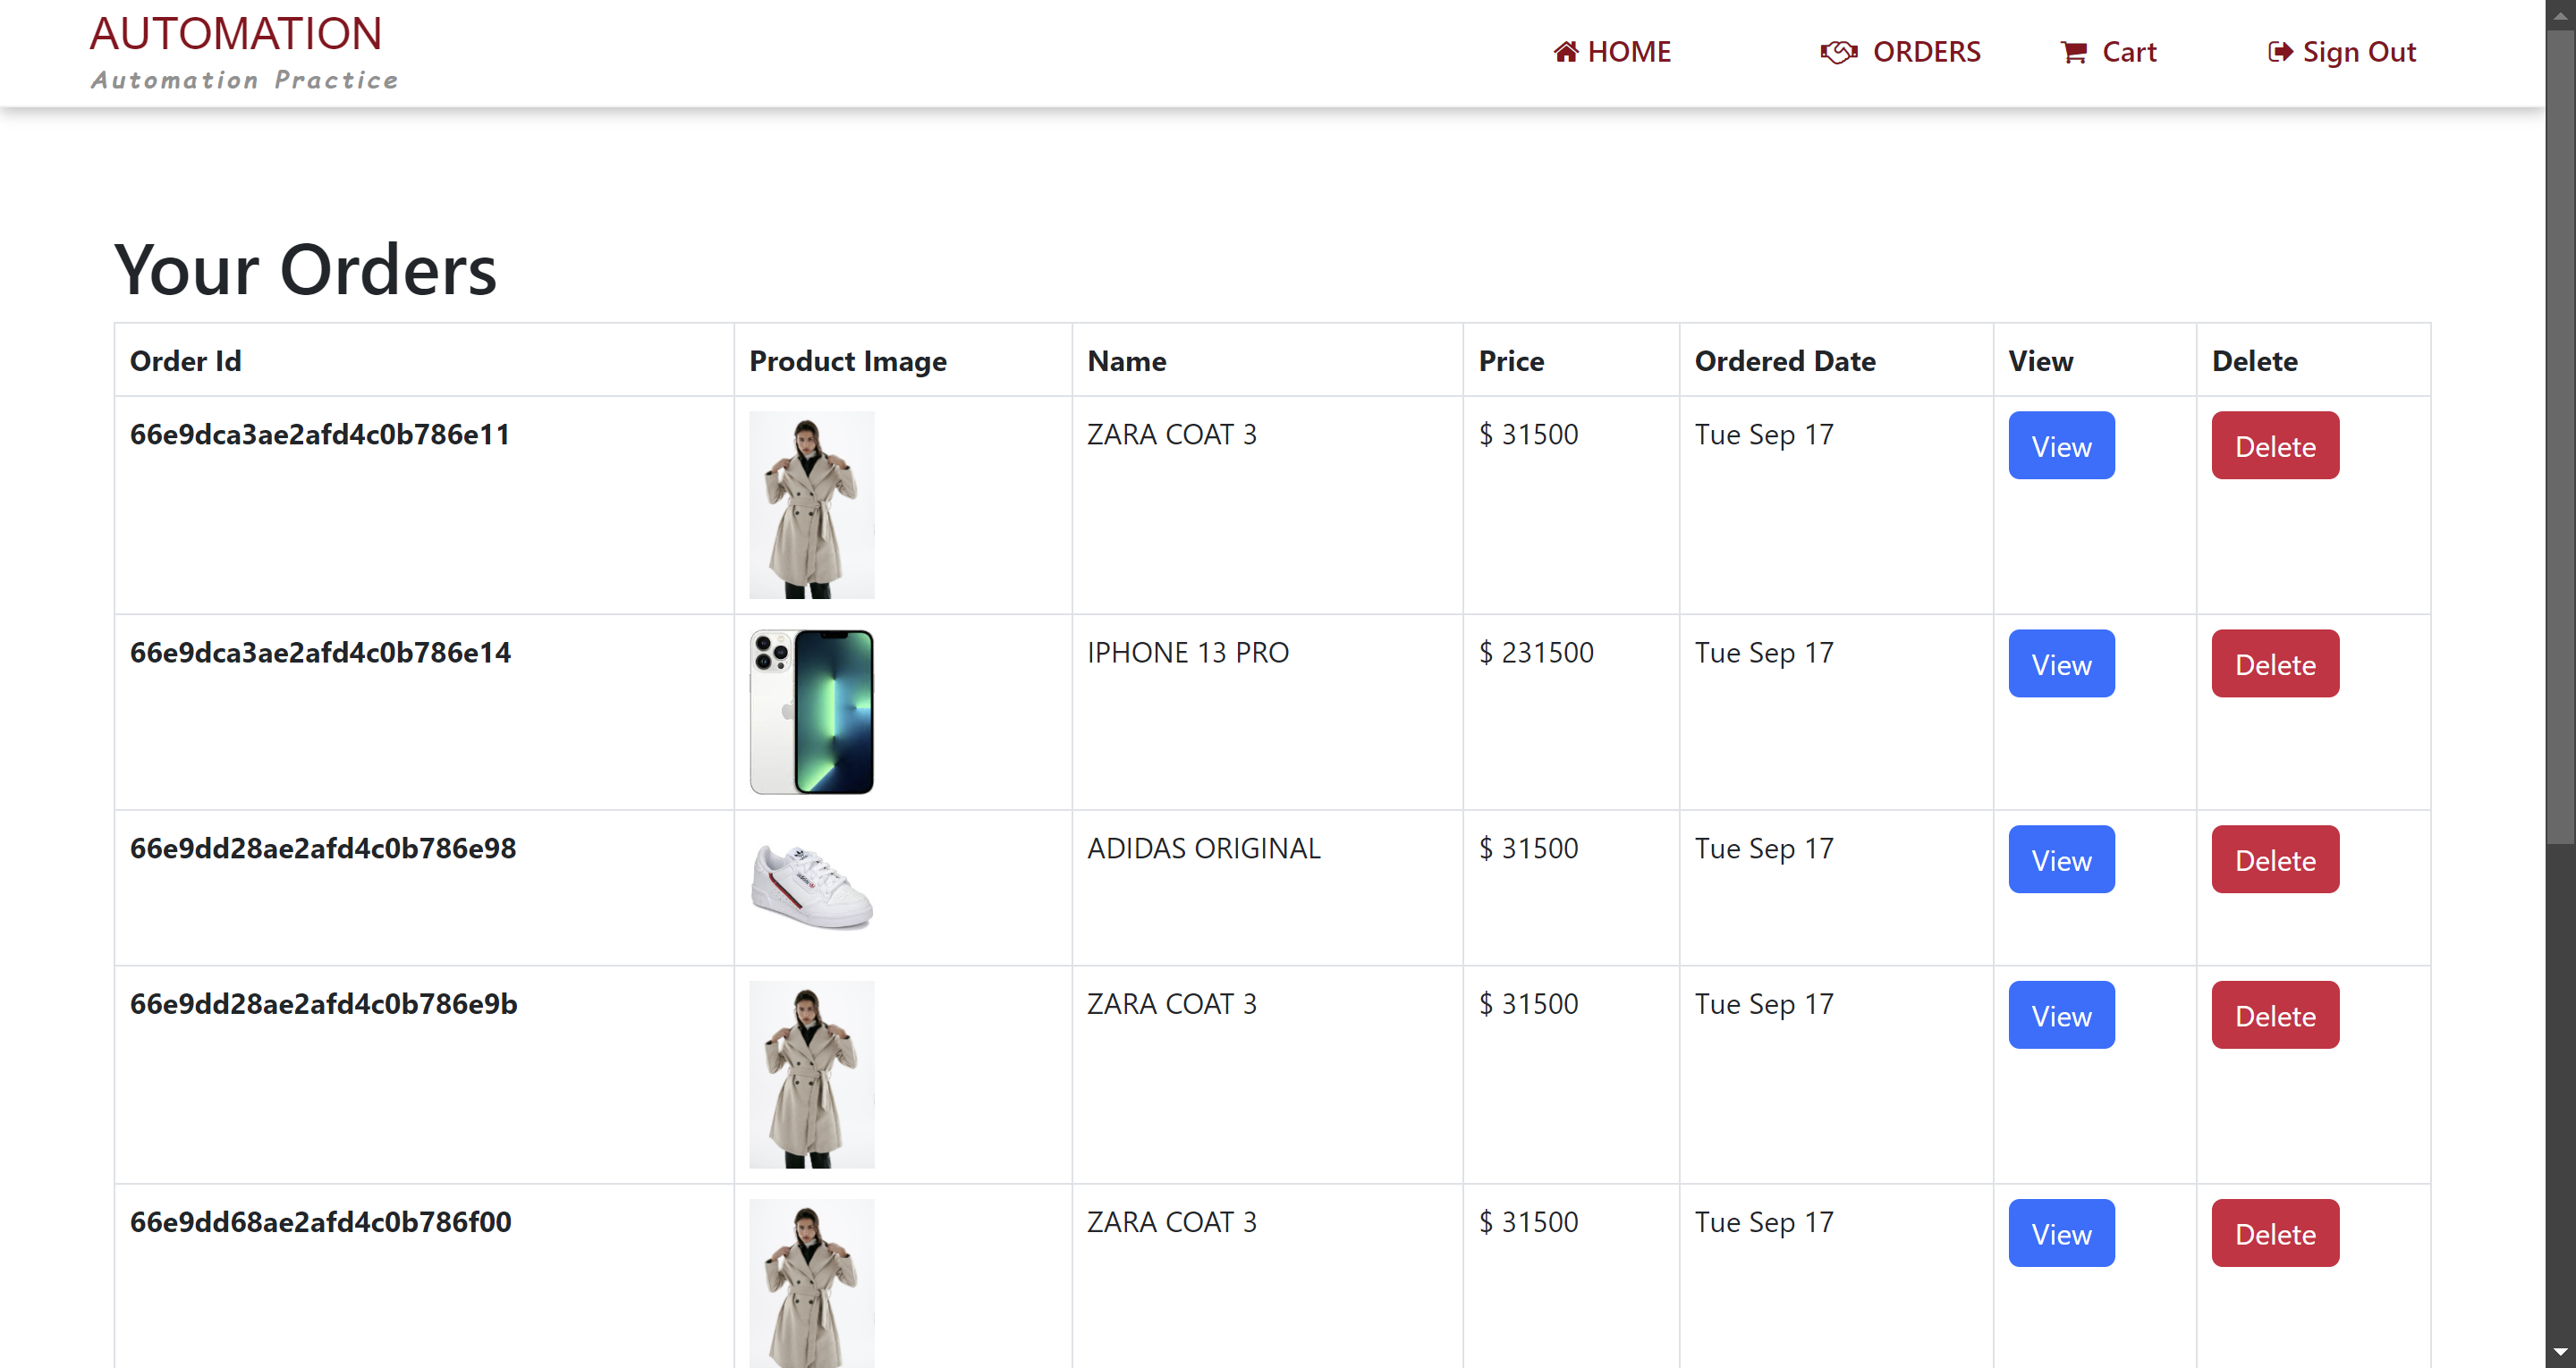 AUTOMATION
Automation Practice
HOME
ORDERS
Cart
Sign Out
Your Orders
Order Id Product Image Name Price Ordered Date View Delete
66e9dca3ae2afd4c0b786e11 ZARA COAT 3 $ 31500 Tue Sep 17 View Delete
66e9dca3ae2afd4c0b786e14 IPHONE 13 PRO $ 231500 Tue Sep 17 View Delete
66e9dd28ae2afd4c0b786e98 ADIDAS ORIGINAL $ 31500 Tue Sep 17 View Delete
66e9dd28ae2afd4c0b786e9b ZARA COAT 3 $ 31500 Tue Sep 17 View Delete
66e9dd68ae2afd4c0b786f00 ZARA COAT 3 $ 31500 Tue Sep 17 View Delete